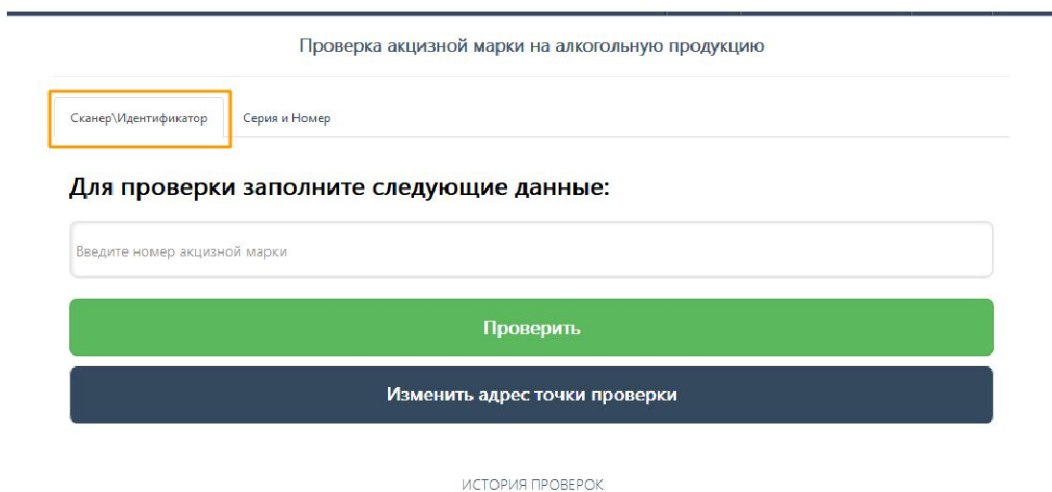 Проверка акцизной марки на алкогольную продукцию
Сканер\Идентификатор
Серия и Номер
Для проверки заполните следующие данные:
Введите номер акцизной марки
Проверить
Изменить адрес точки проверки
ИСТОРИЯ ПРОВЕРОК